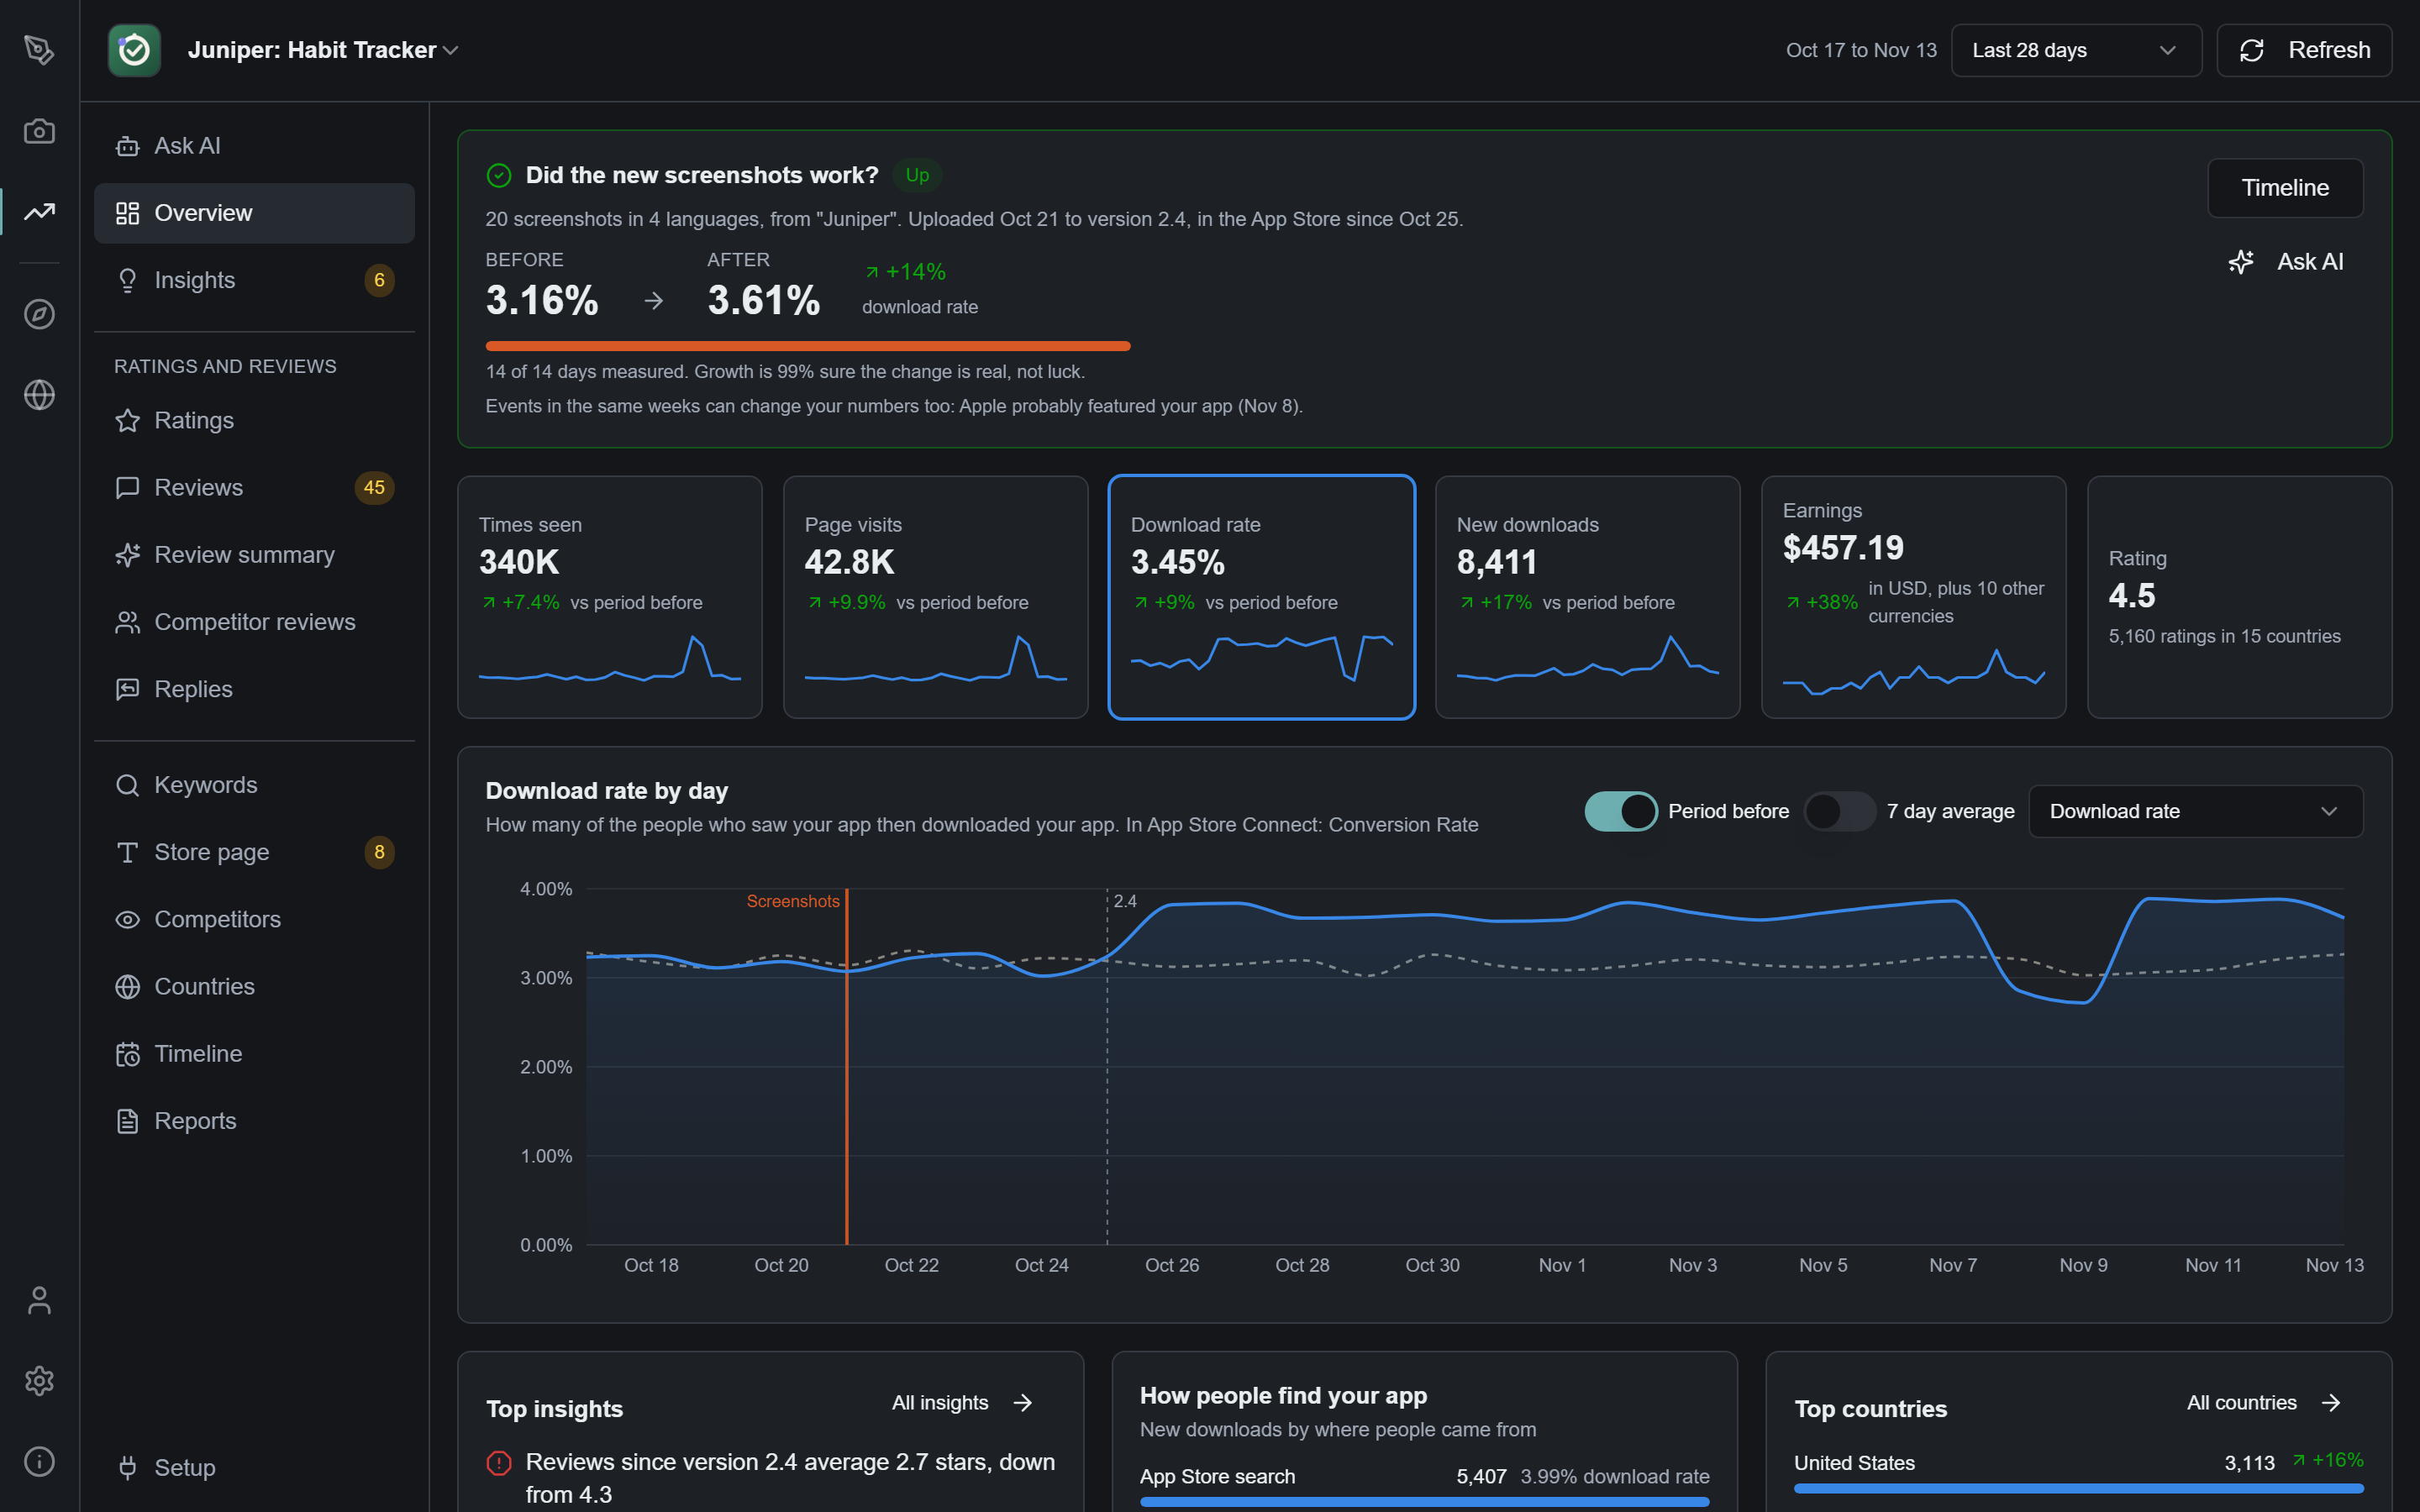 Juniper: Habit Tracker
Oct 17 to Nov 13
Last 28 days
Refresh
Ask AI
Overview
Insights
6
RATINGS AND REVIEWS
Ratings
Reviews
45
Review summary
Competitor reviews
Replies
Keywords
Store page
8
Competitors
Countries
Timeline
Reports
Setup
Did the new screenshots work?
Up
Timeline
20 screenshots in 4 languages, from "Juniper". Uploaded Oct 21 to version 2.4, in the App Store since Oct 25.
Ask AI
BEFORE
3.16%
AFTER
3.61%
+14%
download rate
14 of 14 days measured. Growth is 99% sure the change is real, not luck.
Events in the same weeks can change your numbers too: Apple probably featured your app (Nov 8).
Times seen
340K
+7.4% vs period before
Page visits
42.8K
+9.9% vs period before
Download rate
3.45%
+9% vs period before
New downloads
8,411
+17% vs period before
Earnings
$457.19
+38% in USD, plus 10 other
currencies
Rating
4.5
5,160 ratings in 15 countries
Download rate by day
How many of the people who saw your app then downloaded your app. In App Store Connect: Conversion Rate
Period before
7 day average
Download rate
4.00%
3.00%
2.00%
1.00%
0.00%
Screenshots
2.4
Oct 18
Oct 20
Oct 22
Oct 24
Oct 26
Oct 28
Oct 30
Nov 1
Nov 3
Nov 5
Nov 7
Nov 9
Nov 11
Nov 13
Top insights
All insights
Reviews since version 2.4 average 2.7 stars, down
from 4.3
How people find your app
New downloads by where people came from
App Store search
5,407 3.99% download rate
Top countries
All countries
United States
3,113 +16%